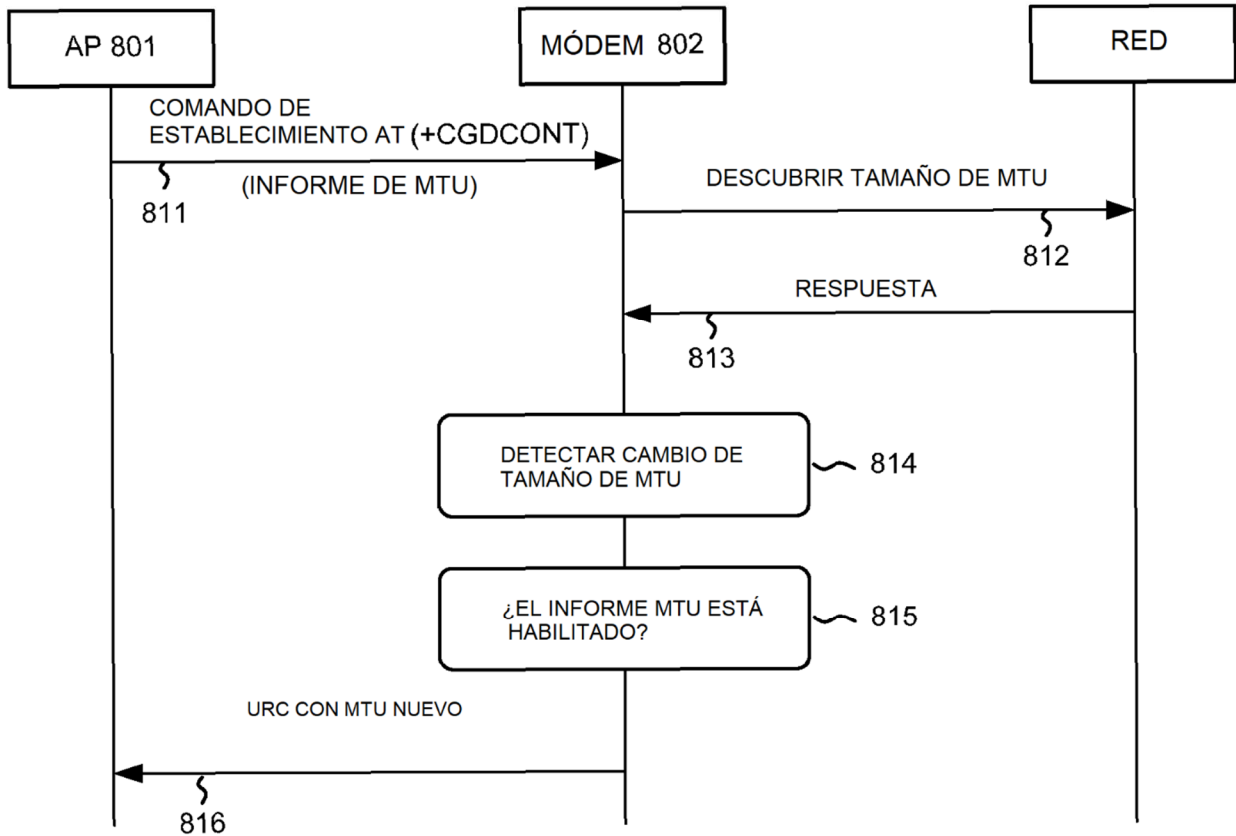 AP 801
MÓDEM 802
RED
COMANDO DE
ESTABLECIMIENTO AT (+CGDCONT)
(INFORME DE MTU)
811
DESCUBRIR TAMAÑO DE MTU
812
RESPUESTA
813
DETECTAR CAMBIO DE
TAMAÑO DE MTU
814
¿EL INFORME MTU ESTÁ
HABILITADO?
815
URC CON MTU NUEVO
816